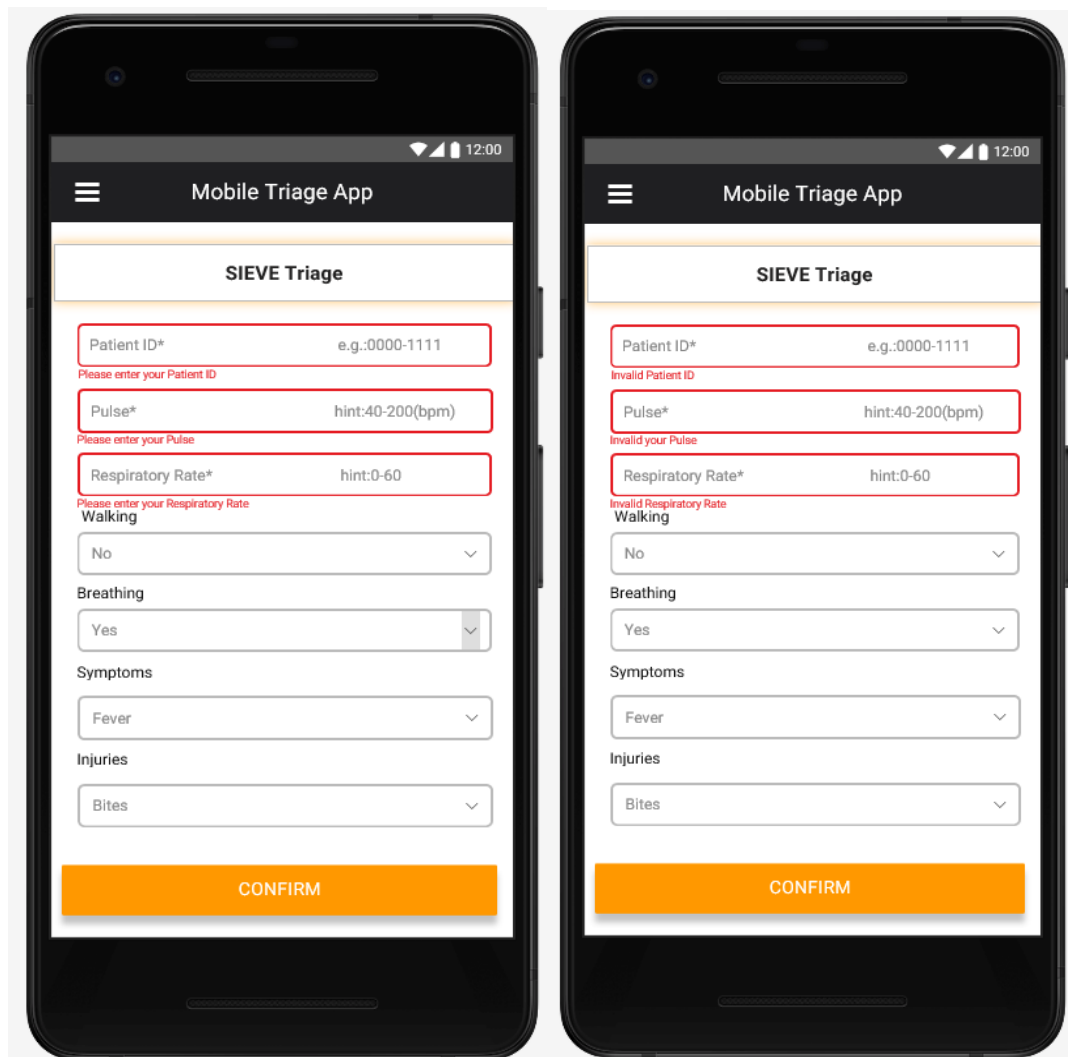 12:00
Mobile Triage App
SIEVE Triage
Patient ID* e.g.:0000-1111
Please enter your Patient ID
Pulse* hint:40-200(bpm)
Please enter your Pulse
Respiratory Rate* hint:0-60
Please enter your Respiratory Rate
Walking
No
Breathing
Yes
Symptoms
Fever
Injuries
Bites
CONFIRM
12:00
Mobile Triage App
SIEVE Triage
Patient ID* e.g.:0000-1111
Invalid Patient ID
Pulse* hint:40-200(bpm)
Invalid your Pulse
Respiratory Rate* hint:0-60
Invalid Respiratory Rate
Walking
No
Breathing
Yes
Symptoms
Fever
Injuries
Bites
CONFIRM